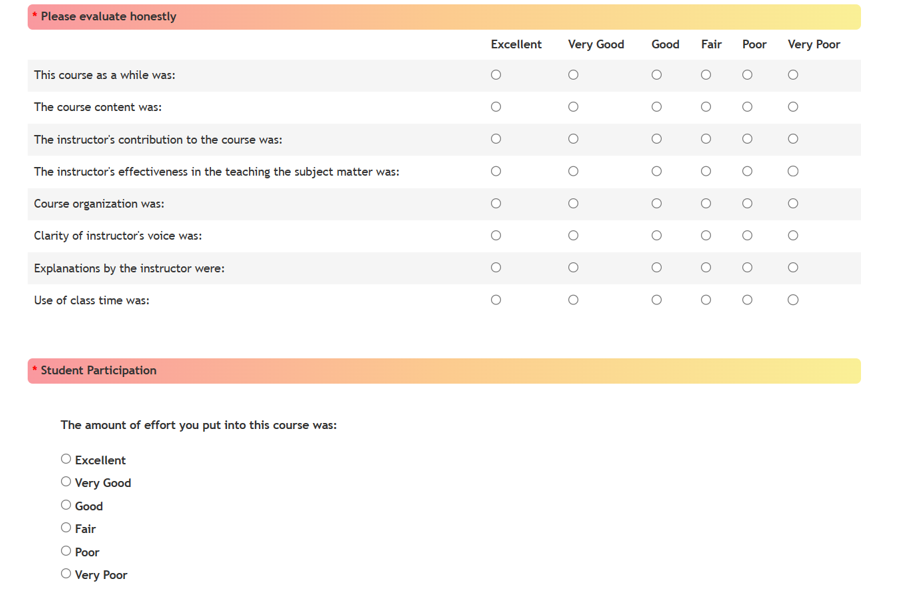 * Please evaluate honestly
Excellent Very Good Good Fair Poor Very Poor
This course as a while was:
The course content was:
The instructor's contribution to the course was:
The instructor's effectiveness in the teaching the subject matter was:
Course organization was:
Clarity of instructor's voice was:
Explanations by the instructor were:
Use of class time was:
* Student Participation
The amount of effort you put into this course was:
Excellent
Very Good
Good
Fair
Poor
Very Poor